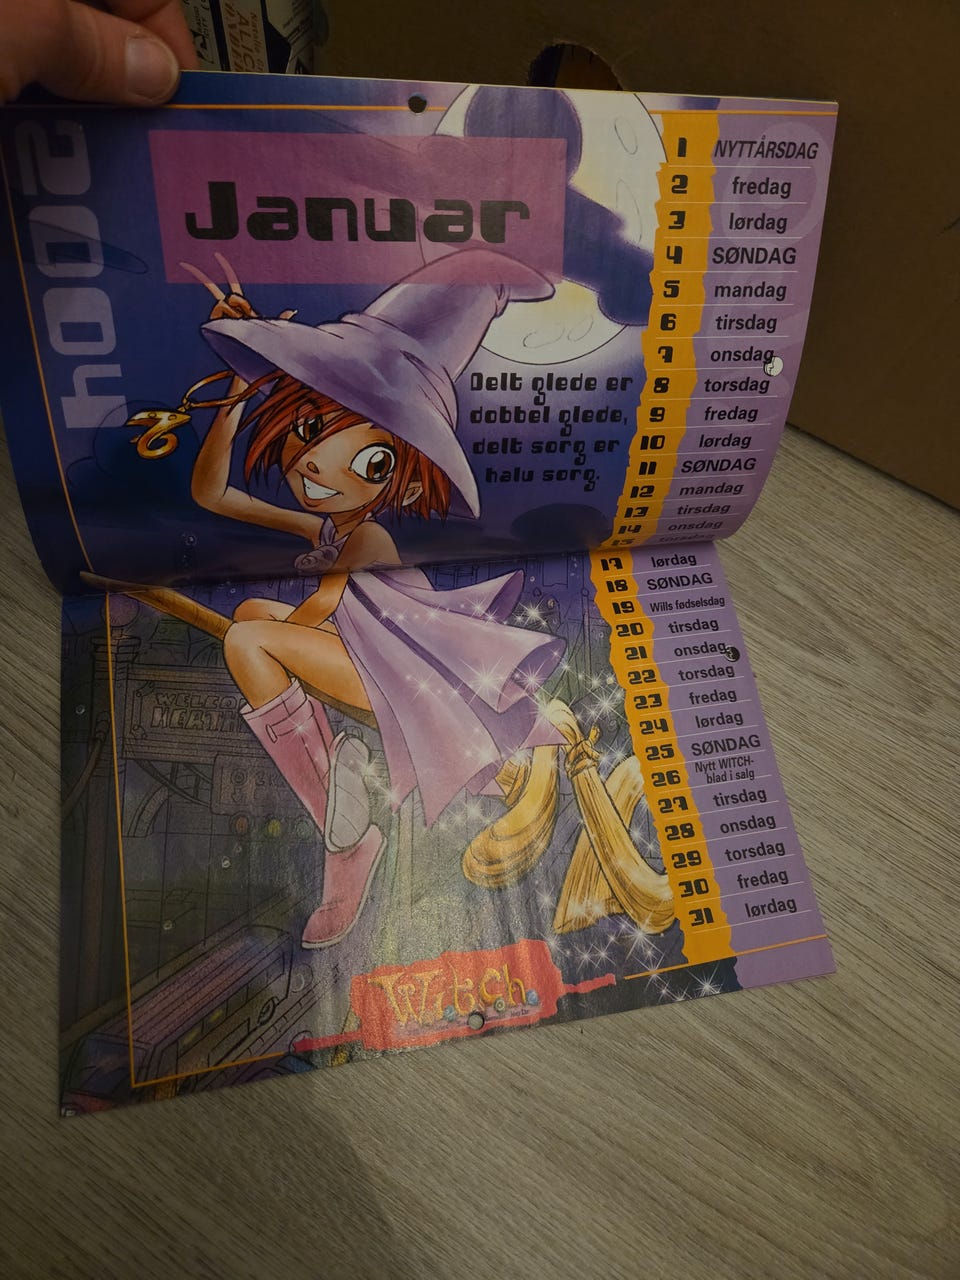 2004
Januar
Delt glede er
dobbel glede,
delt sorg er
halv sorg.
1 NYTTÅRSDAG
2 fredag
3 lørdag
4 SØNDAG
5 mandag
6 tirsdag
7 onsdag
8 torsdag
9 fredag
10 lørdag
11 SØNDAG
12 mandag
13 tirsdag
14 onsdag
15 torsdag
17 lørdag
18 SØNDAG
19 Wills fødselsdag
20 tirsdag
21 onsdag
22 torsdag
23 fredag
24 lørdag
25 SØNDAG
26 Nytt WITCH-
blad i salg
27 tirsdag
28 onsdag
29 torsdag
30 fredag
31 lørdag
W.i.t.c.h.